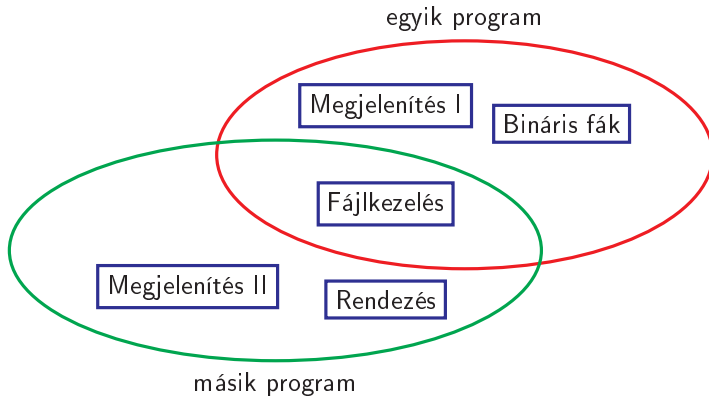 egyik program
Megjelenítés I
Bináris fák
Fájlkezelés
Megjelenítés II
Rendezés
másik program